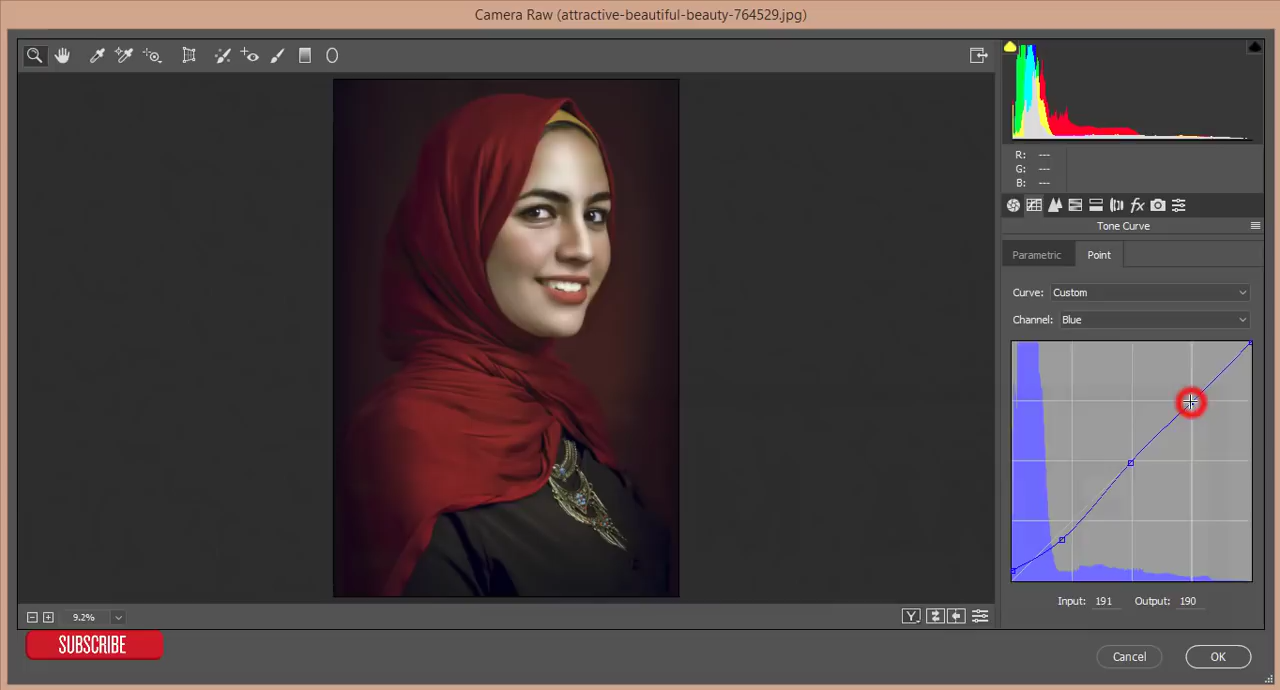 Camera Raw (attractive-beautiful-beauty-764529.jpg)
R: ---
G: ---
B: ---
fx
Tone Curve
Parametric Point
Curve: Custom
Channel: Blue
Input: 191 Output: 190
Y
9.2%
SUBSCRIBE
Cancel OK